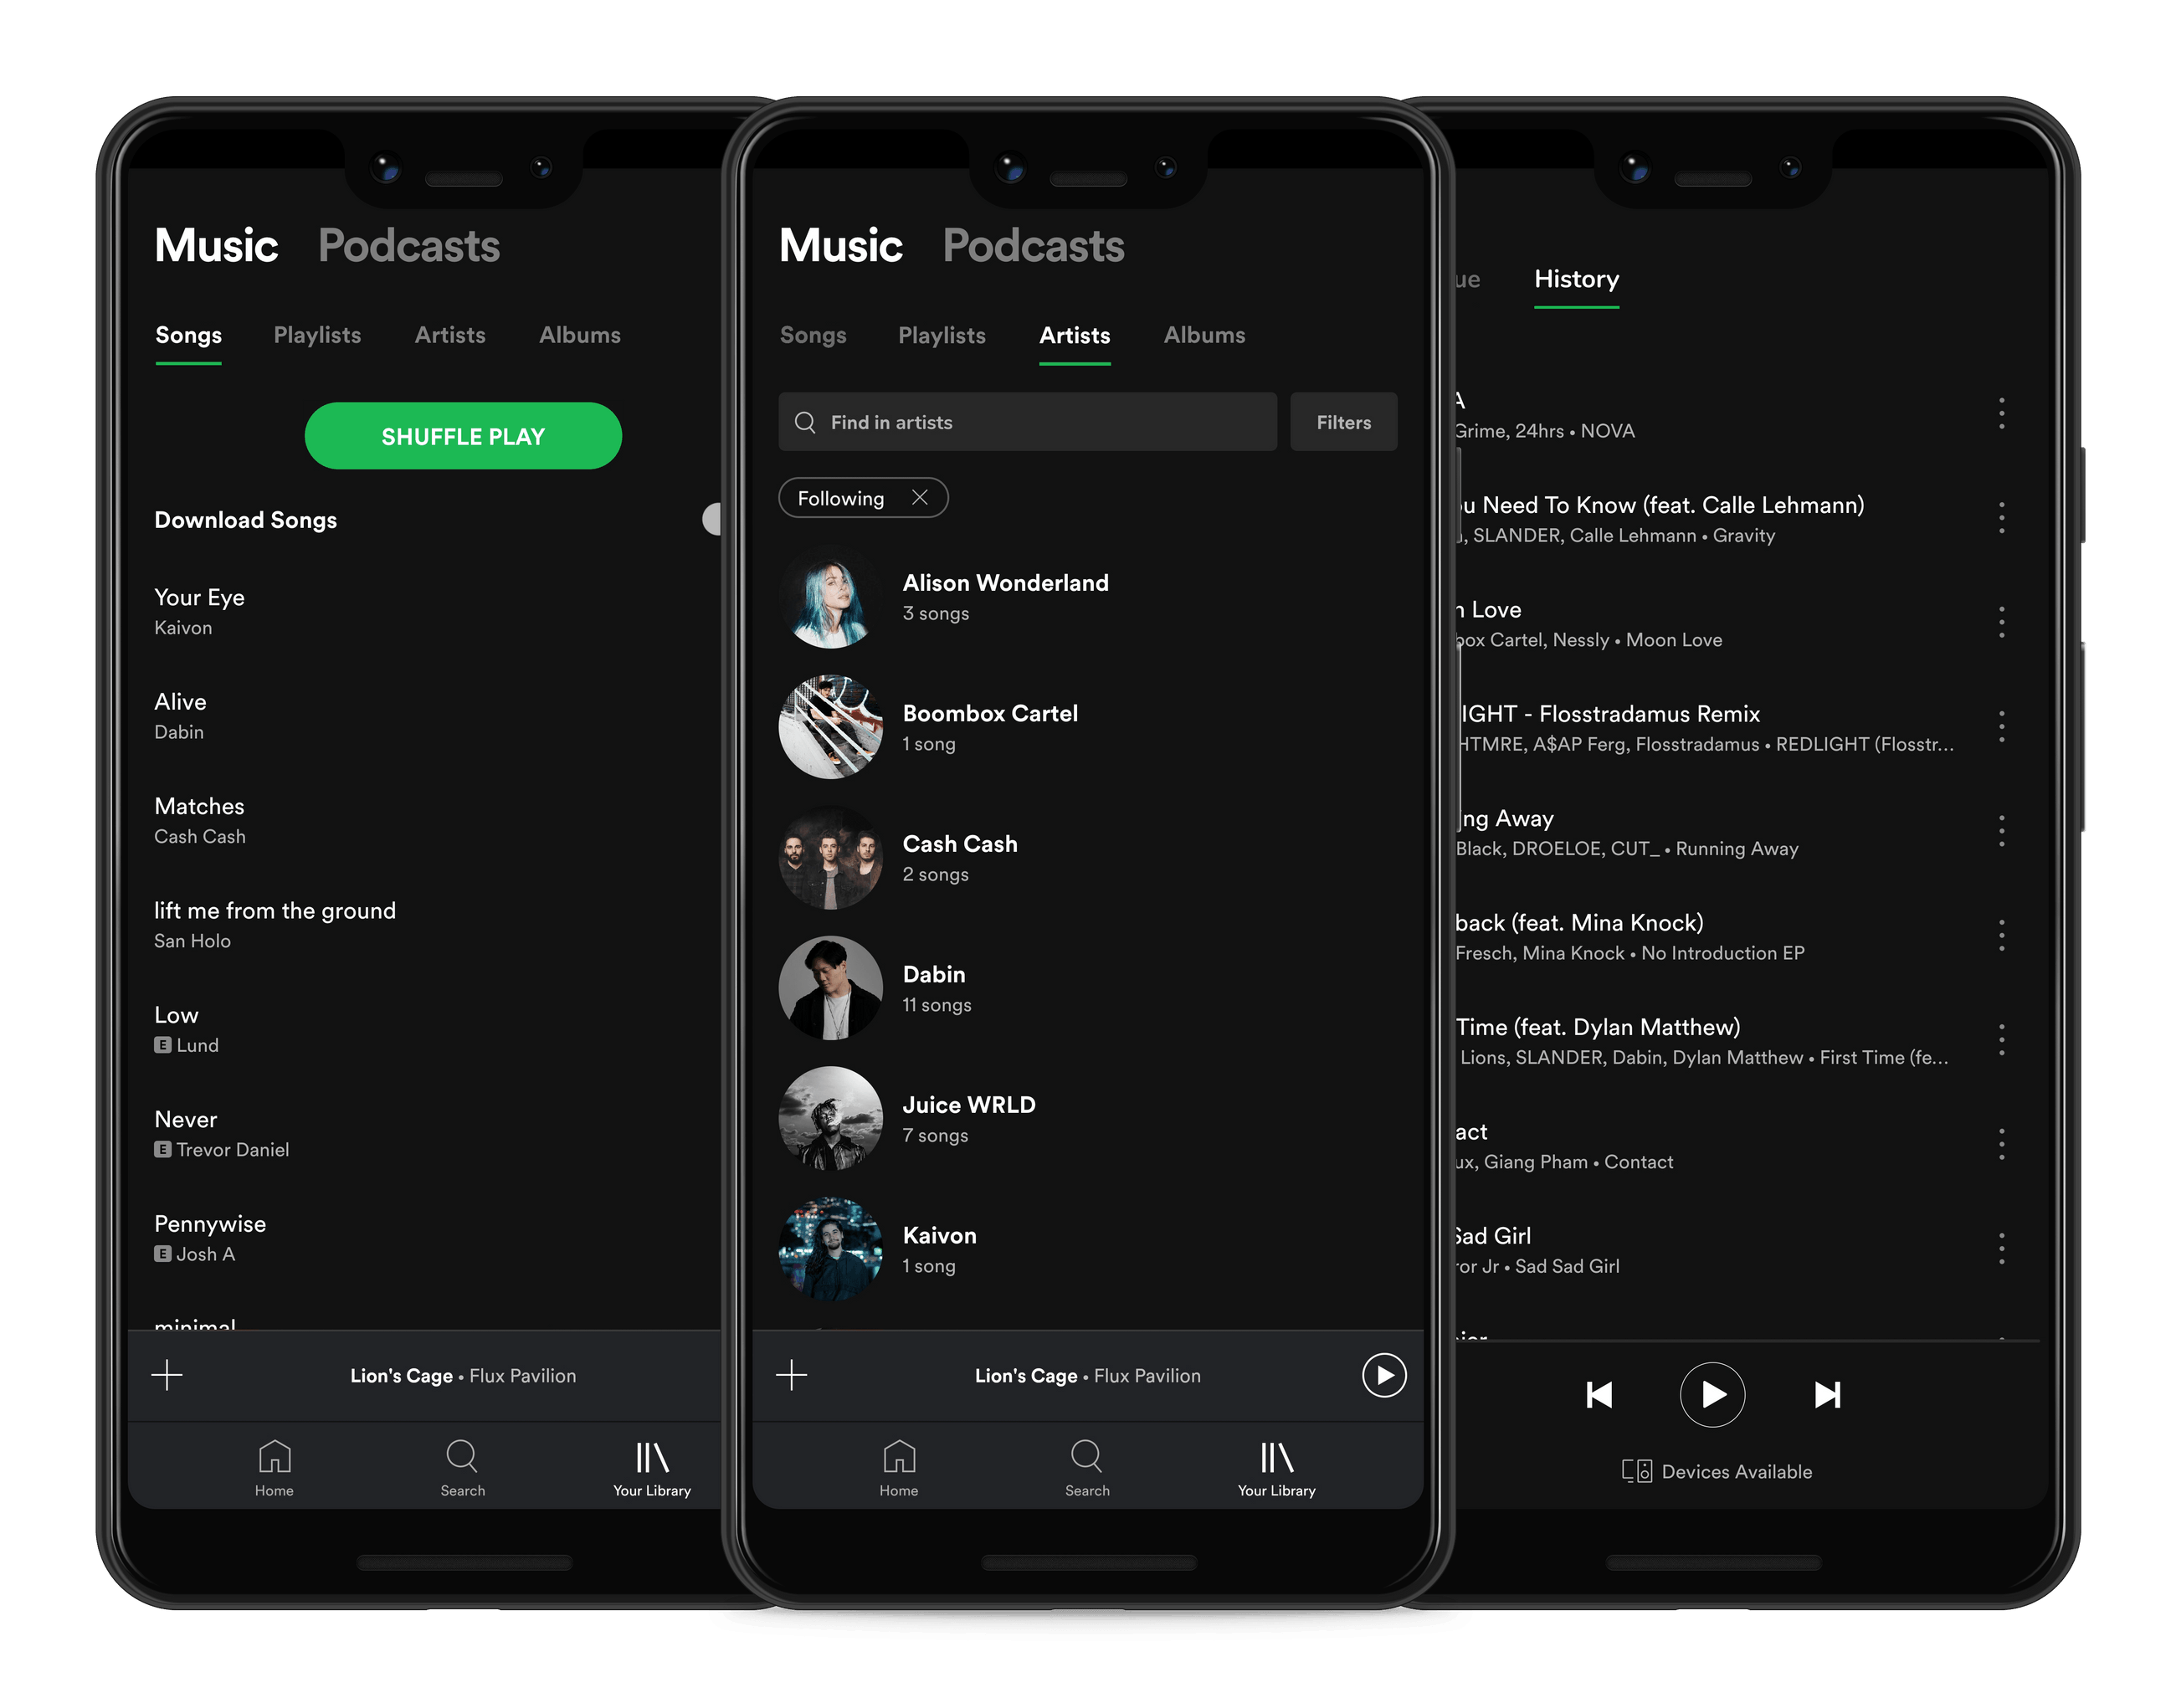 Music Podcasts
Songs Playlists Artists Albums
SHUFFLE PLAY
Download Songs
Your Eye
Kaivon
Alive
Dabin
Matches
Cash Cash
lift me from the ground
San Holo
Low
E Lund
Never
E Trevor Daniel
Pennywise
E Josh A
minimal
Lion's Cage • Flux Pavilion
Home Search Your Library
Music Podcasts
Songs Playlists Artists Albums
Find in artists Filters
Following
Alison Wonderland
3 songs
Boombox Cartel
1 song
Cash Cash
2 songs
Dabin
11 songs
Juice WRLD
7 songs
Kaivon
1 song
Lion's Cage • Flux Pavilion
Home Search Your Library
ue History
A
Grime, 24hrs • NOVA
u Need To Know (feat. Calle Lehmann)
, SLANDER, Calle Lehmann • Gravity
n Love
box Cartel, Nessly • Moon Love
IGHT - Flosstradamus Remix
HTMRE, A$AP Ferg, Flosstradamus • REDLIGHT (Flosstr...
ng Away
Black, DROELOE, CUT_ • Running Away
back (feat. Mina Knock)
Fresch, Mina Knock • No Introduction EP
Time (feat. Dylan Matthew)
Lions, SLANDER, Dabin, Dylan Matthew • First Time (fe...
act
ux, Giang Pham • Contact
Sad Girl
ror Jr • Sad Sad Girl
Devices Available